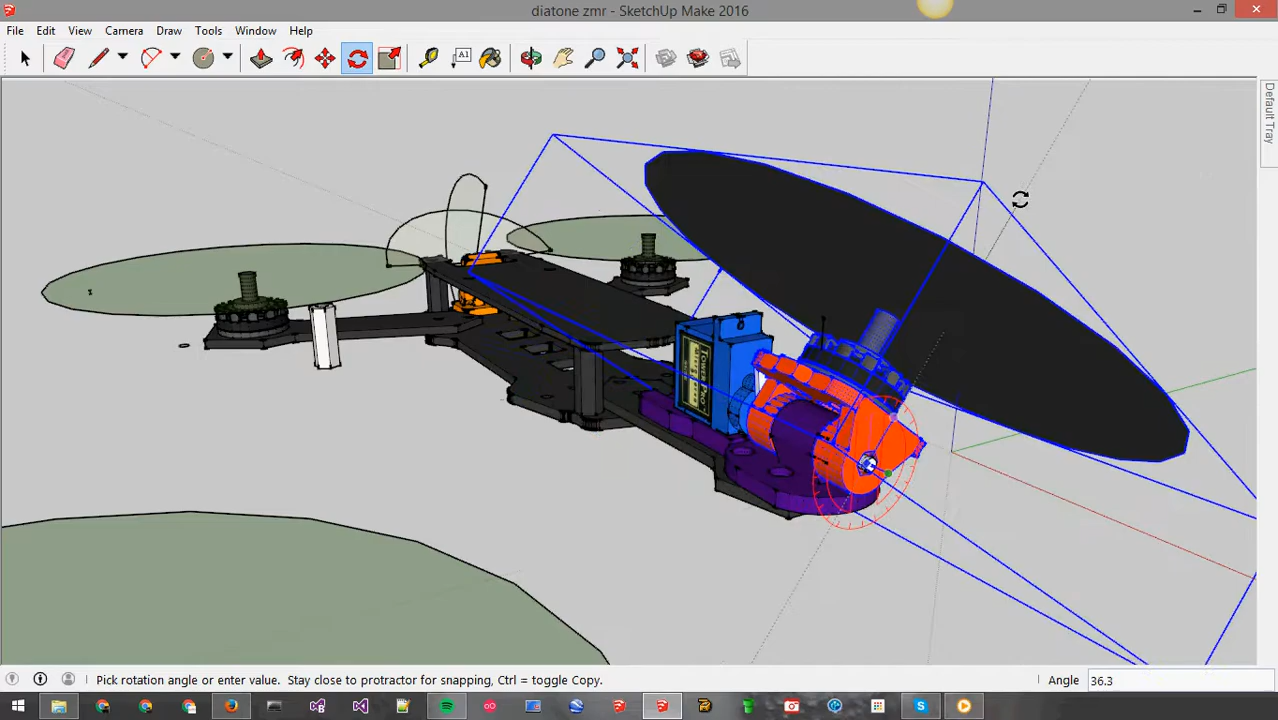 diatone zmr - SketchUp Make 2016
File Edit View Camera Draw Tools Window Help
A1
Default Tray
Tower Pro
Pick rotation angle or enter value. Stay close to protractor for snapping, Ctrl = toggle Copy.
Angle 36.3